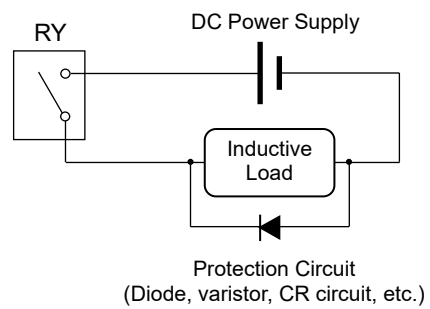 DC Power Supply
RY
Inductive
Load
Protection Circuit
(Diode, varistor, CR circuit, etc.)